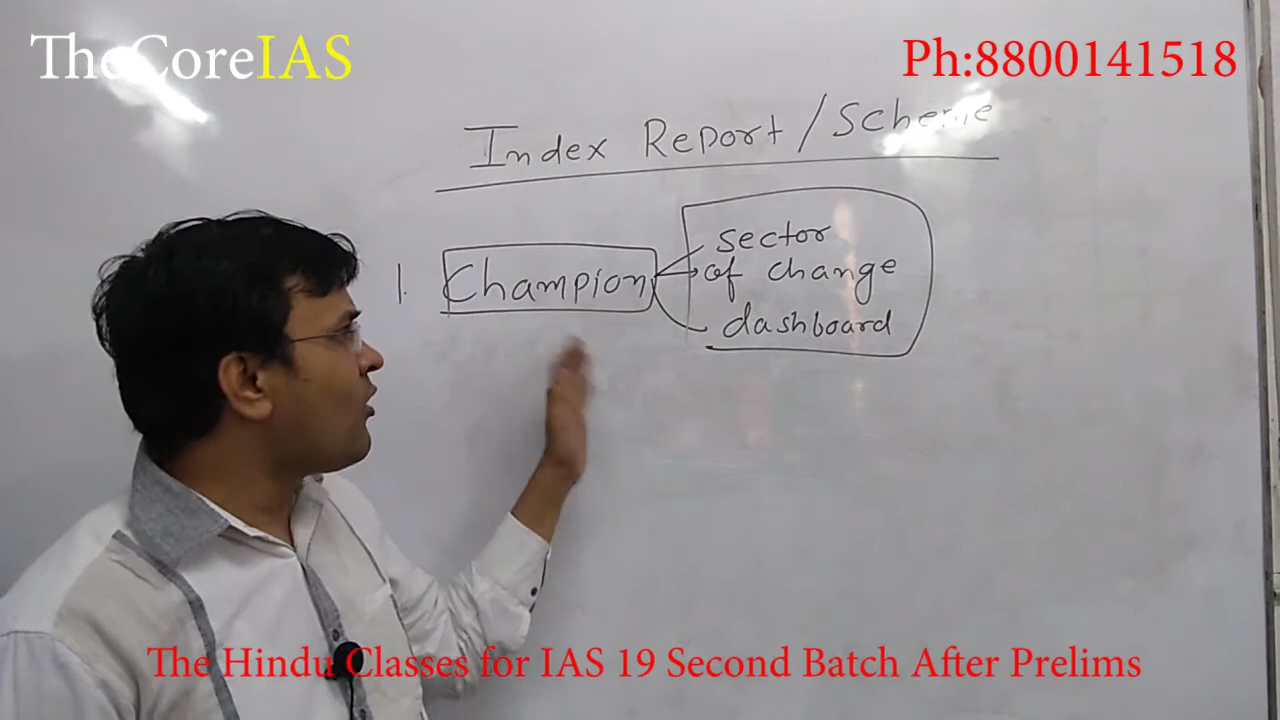 TheCoreIAS
Ph:8800141518
Index Report / Scheme
1. Champion
sector
of change
dashboard
The Hindu Classes for IAS 19 Second Batch After Prelims